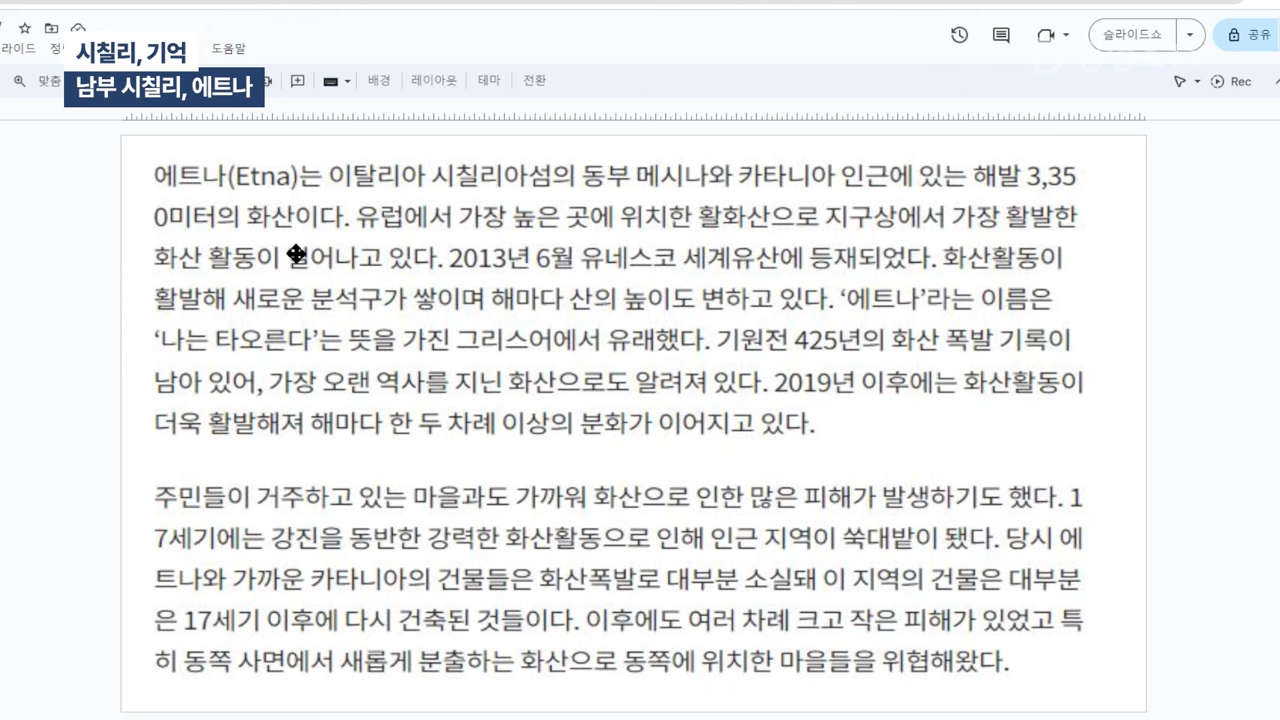 시칠리, 기억
남부 시칠리, 에트나
도움말
슬라이드쇼
공유
맞춤
배경
레이아웃
테마
전환
Rec
에트나(Etna)는 이탈리아 시칠리아섬의 동부 메시나와 카타니아 인근에 있는 해발 3,35
0미터의 화산이다. 유럽에서 가장 높은 곳에 위치한 활화산으로 지구상에서 가장 활발한
화산 활동이 일어나고 있다. 2013년 6월 유네스코 세계유산에 등재되었다. 화산활동이
활발해 새로운 분석구가 쌓이며 해마다 산의 높이도 변하고 있다. ‘에트나’라는 이름은
‘나는 타오른다’는 뜻을 가진 그리스어에서 유래했다. 기원전 425년의 화산 폭발 기록이
남아 있어, 가장 오랜 역사를 지닌 화산으로도 알려져 있다. 2019년 이후에는 화산활동이
더욱 활발해져 해마다 한 두 차례 이상의 분화가 이어지고 있다.
주민들이 거주하고 있는 마을과도 가까워 화산으로 인한 많은 피해가 발생하기도 했다. 1
7세기에는 강진을 동반한 강력한 화산활동으로 인해 인근 지역이 쑥대밭이 됐다. 당시 에
트나와 가까운 카타니아의 건물들은 화산폭발로 대부분 소실돼 이 지역의 건물은 대부분
은 17세기 이후에 다시 건축된 것들이다. 이후에도 여러 차례 크고 작은 피해가 있었고 특
히 동쪽 사면에서 새롭게 분출하는 화산으로 동쪽에 위치한 마을들을 위협해왔다.